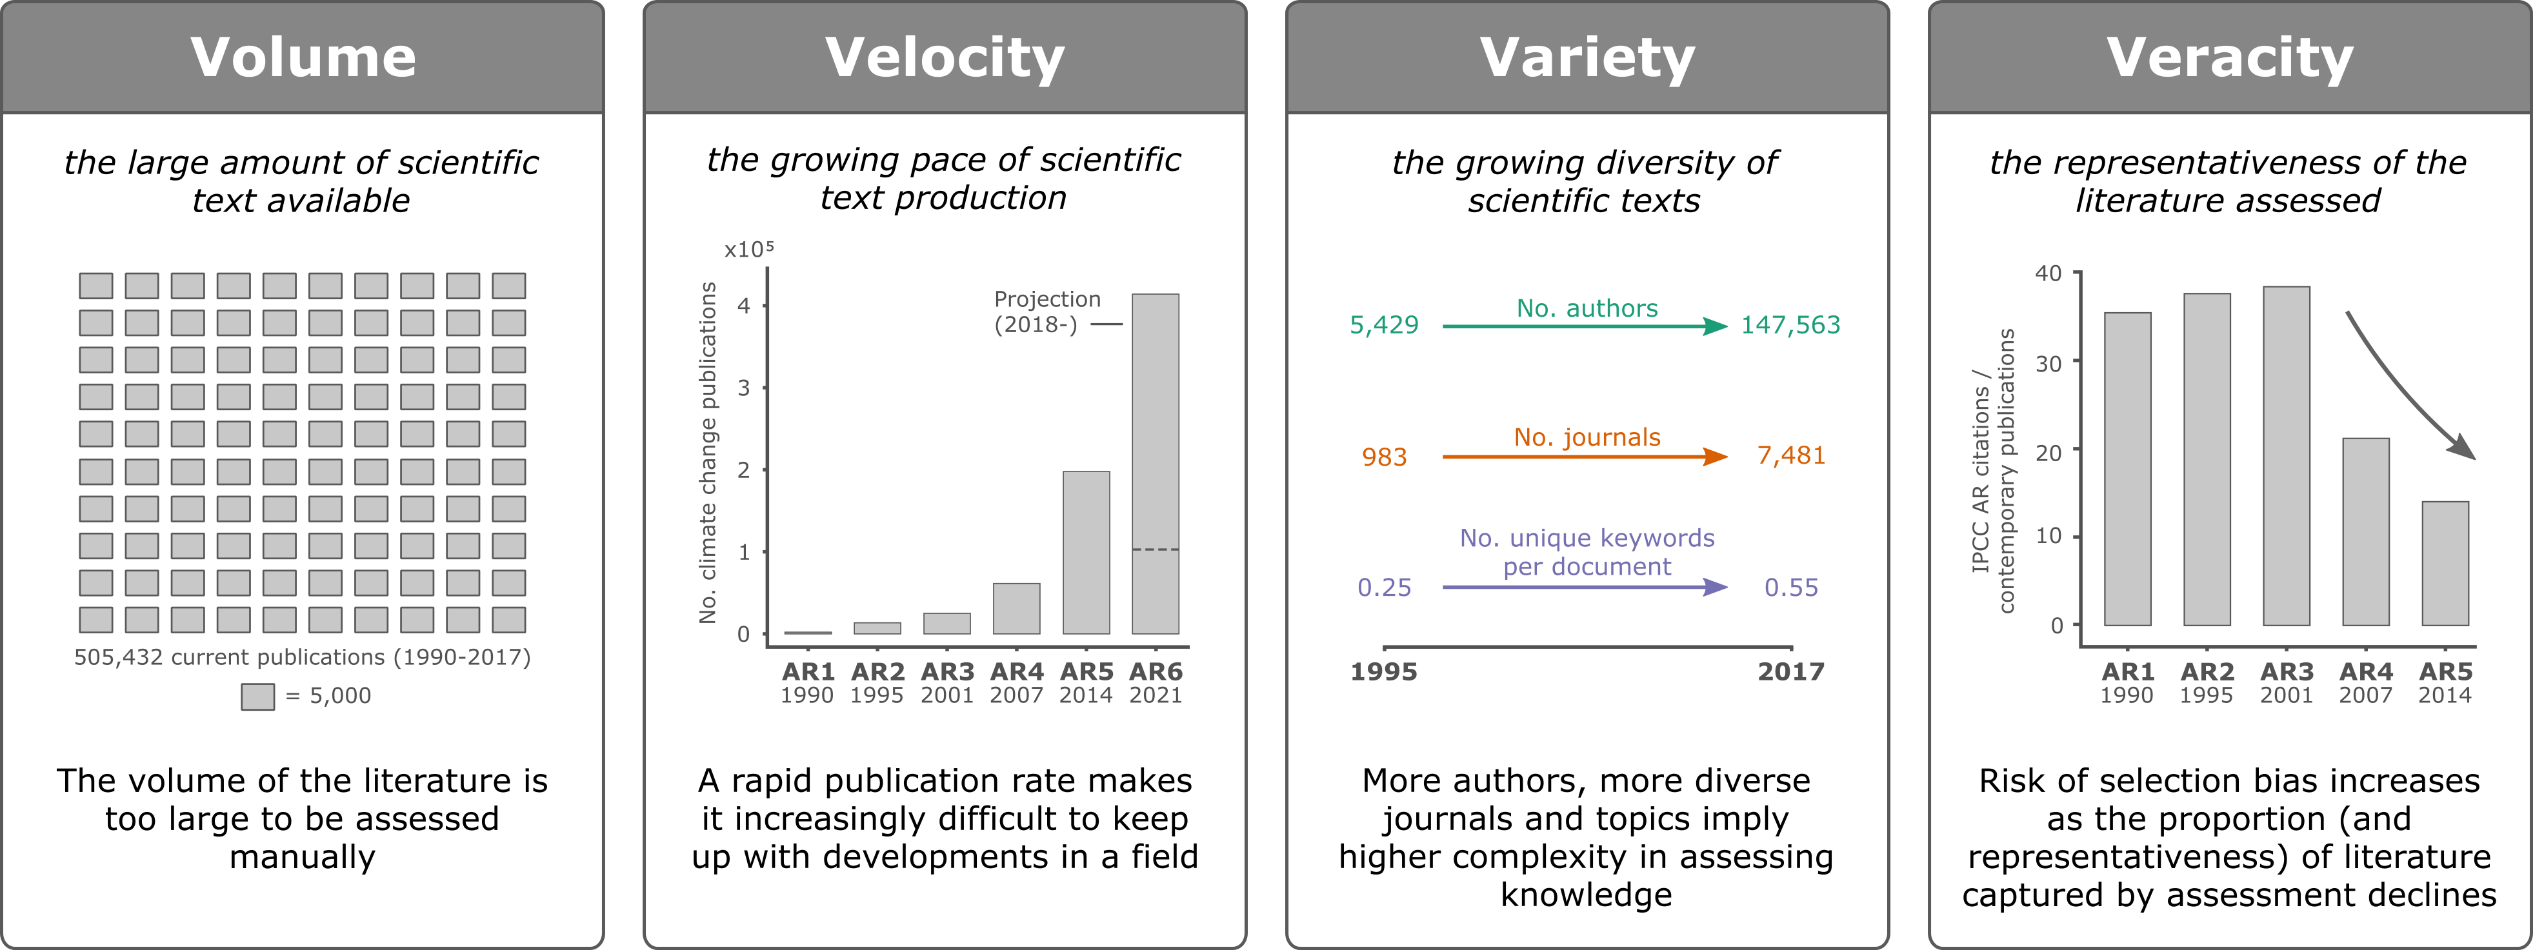 Volume
the large amount of scientific
text available
505,432 current publications (1990-2017)
= 5,000
The volume of the literature is
too large to be assessed
manually
Velocity
the growing pace of scientific
text production
x10⁵
No. climate change publications
4
3
2
1
0
Projection
(2018-)
AR1 AR2 AR3 AR4 AR5 AR6
1990 1995 2001 2007 2014 2021
A rapid publication rate makes
it increasingly difficult to keep
up with developments in a field
Variety
the growing diversity of
scientific texts
No. authors
5,429 147,563
No. journals
983 7,481
No. unique keywords
per document
0.25 0.55
1995 2017
More authors, more diverse
journals and topics imply
higher complexity in assessing
knowledge
Veracity
the representativeness of the
literature assessed
IPCC AR citations /
contemporary publications
40
30
20
10
0
AR1 AR2 AR3 AR4 AR5
1990 1995 2001 2007 2014
Risk of selection bias increases
as the proportion (and
representativeness) of literature
captured by assessment declines